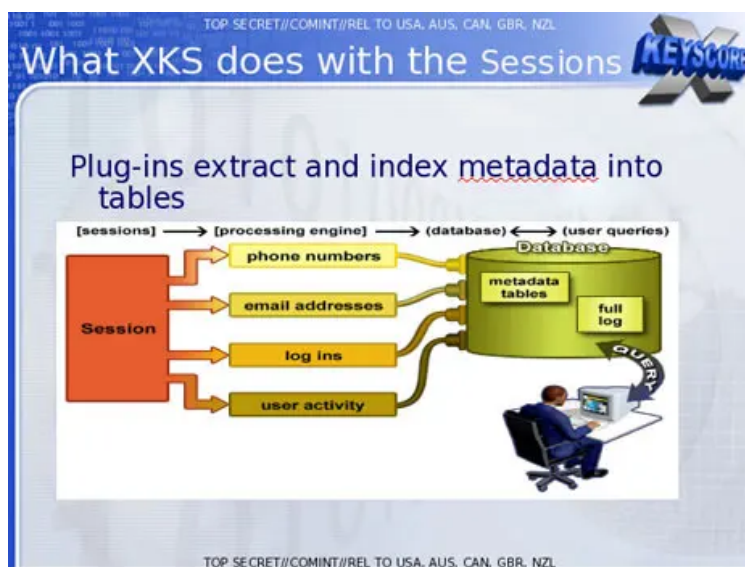 TOP SECRET//COMINT//REL TO USA, AUS, CAN, GBR, NZL
What XKS does with the Sessions
X KEYSCORE
Plug-ins extract and index metadata into
tables
[sessions] → [processing engine] → (database) ↔ (user queries)
Database
phone numbers
metadata
tables
email addresses
full
log
Session
log ins
QUERY
user activity
TOP SECRET//COMINT//REL TO USA, AUS, CAN, GBR, NZL